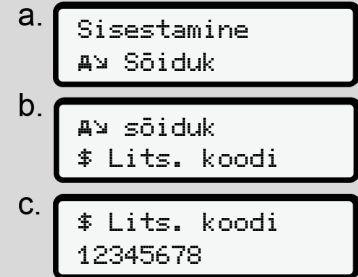 a.
Sisestamine
A↘ Sõiduk
b.
A↘ sõiduk
$ Lits. koodi
c.
$ Lits. koodi
12345678